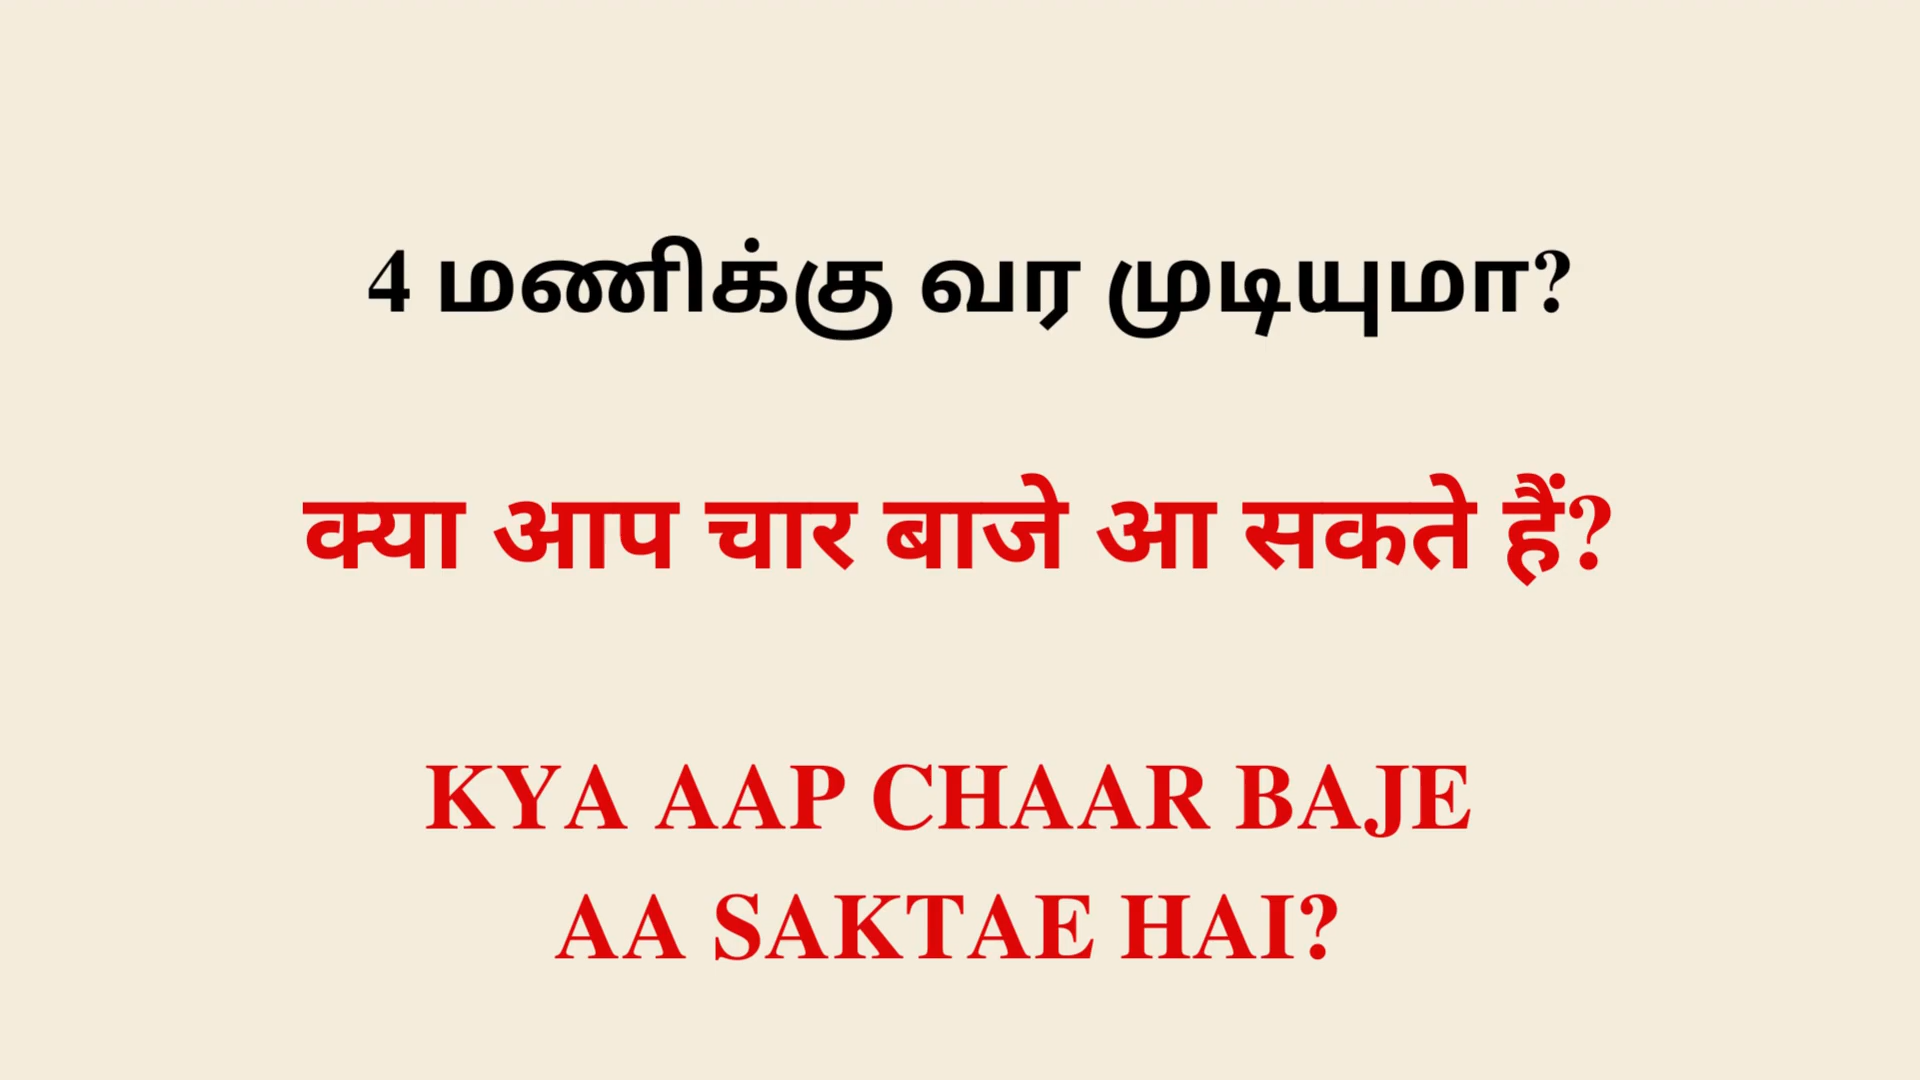 4 மணிக்கு வர முடியுமா?
क्या आप चार बाजे आ सकते हैं?
KYA AAP CHAAR BAJE
AA SAKTAE HAI?